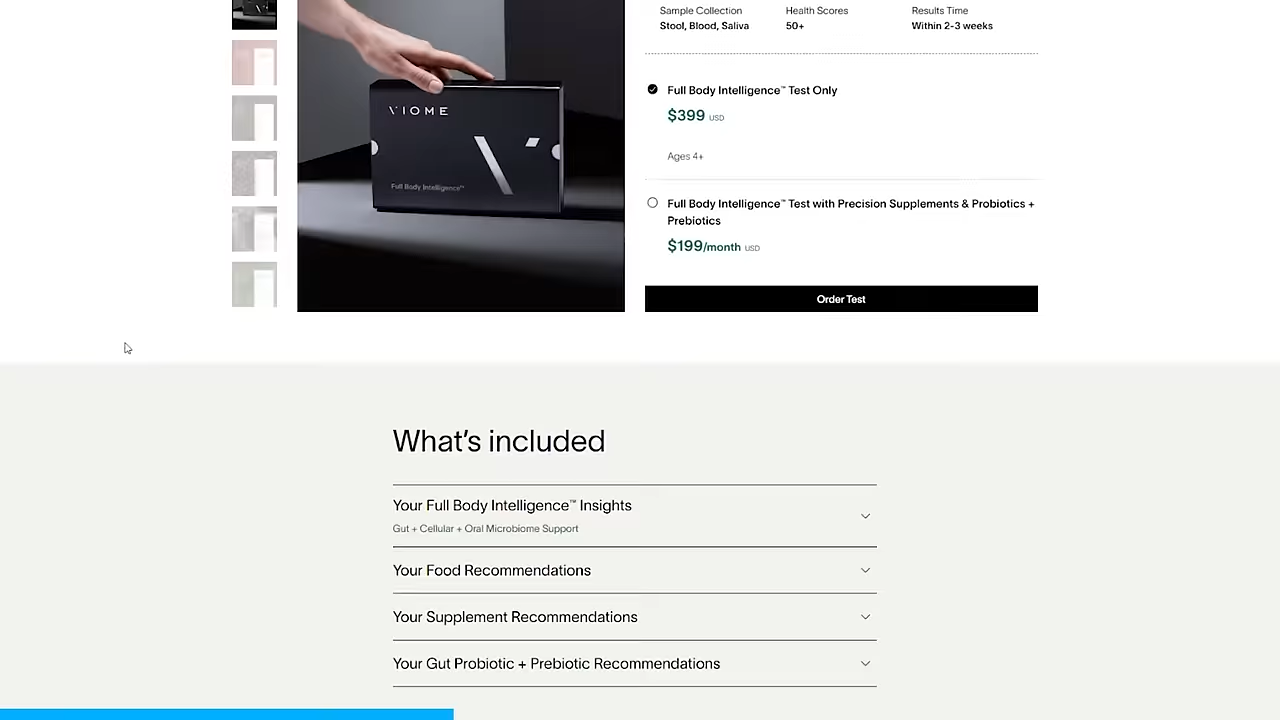 Sample Collection
Health Scores
Results Time
Stool, Blood, Saliva
50+
Within 2-3 weeks
VIOME
Full Body Intelligence™
Full Body Intelligence™ Test Only
$399 USD
Ages 4+
Full Body Intelligence™ Test with Precision Supplements & Probiotics +
Prebiotics
$199/month USD
Order Test
What's included
Your Full Body Intelligence™ Insights
Gut + Cellular + Oral Microbiome Support
Your Food Recommendations
Your Supplement Recommendations
Your Gut Probiotic + Prebiotic Recommendations